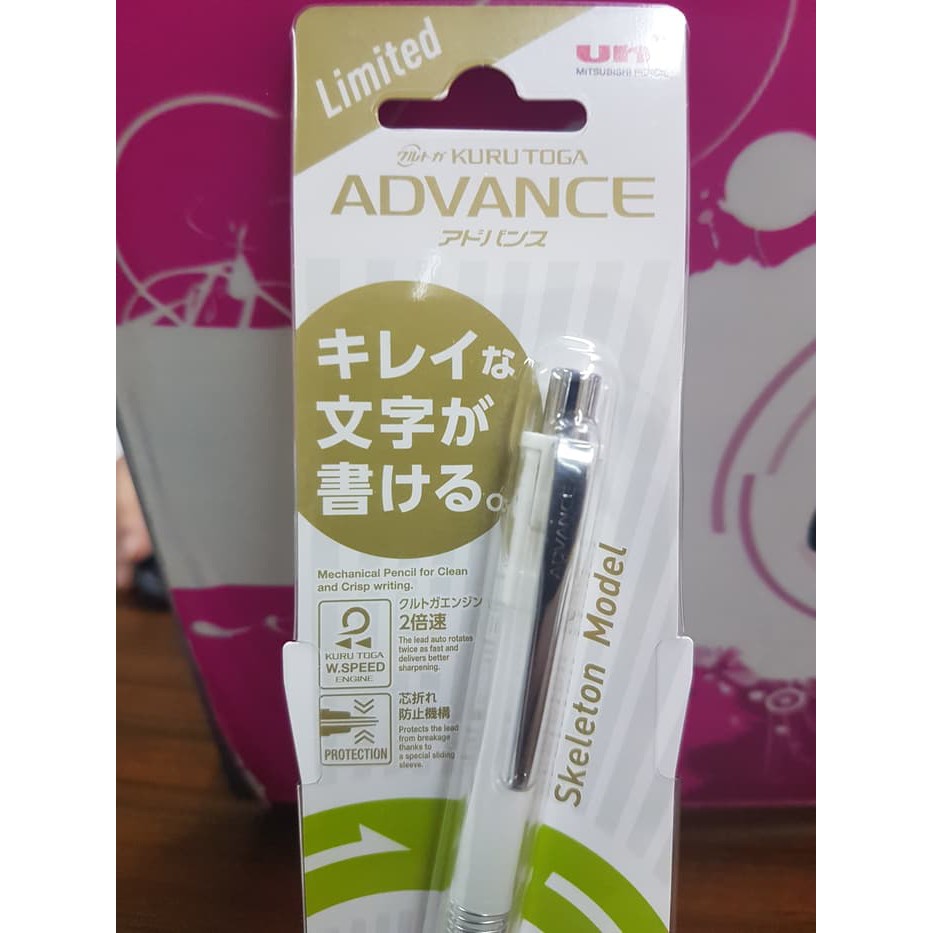 Limited
uni
MITSUBISHI PENCIL
クルトガ KURU TOGA
ADVANCE
アドバンス
キレイな
文字が
書ける。
Mechanical Pencil for Clean
and Crisp writing.
KURU TOGA
W.SPEED
ENGINE
クルトガエンジン
2倍速
The lead auto rotates
twice as fast and
delivers better
sharpening.
PROTECTION
芯折れ
防止機構
Protects the lead
from breakage
thanks to
a special sliding
sleeve.
ADVANCE
Skeleton Model